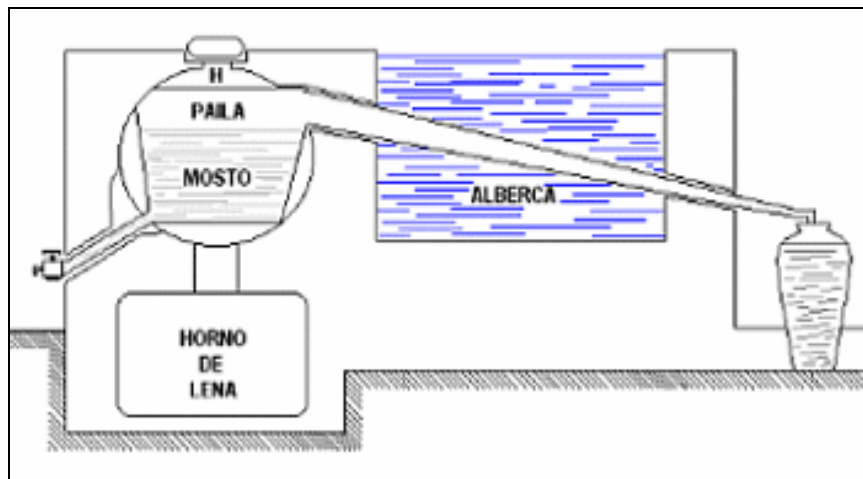 H
PAILA
MOSTO
ALBERCA
HORNO
DE
LENA